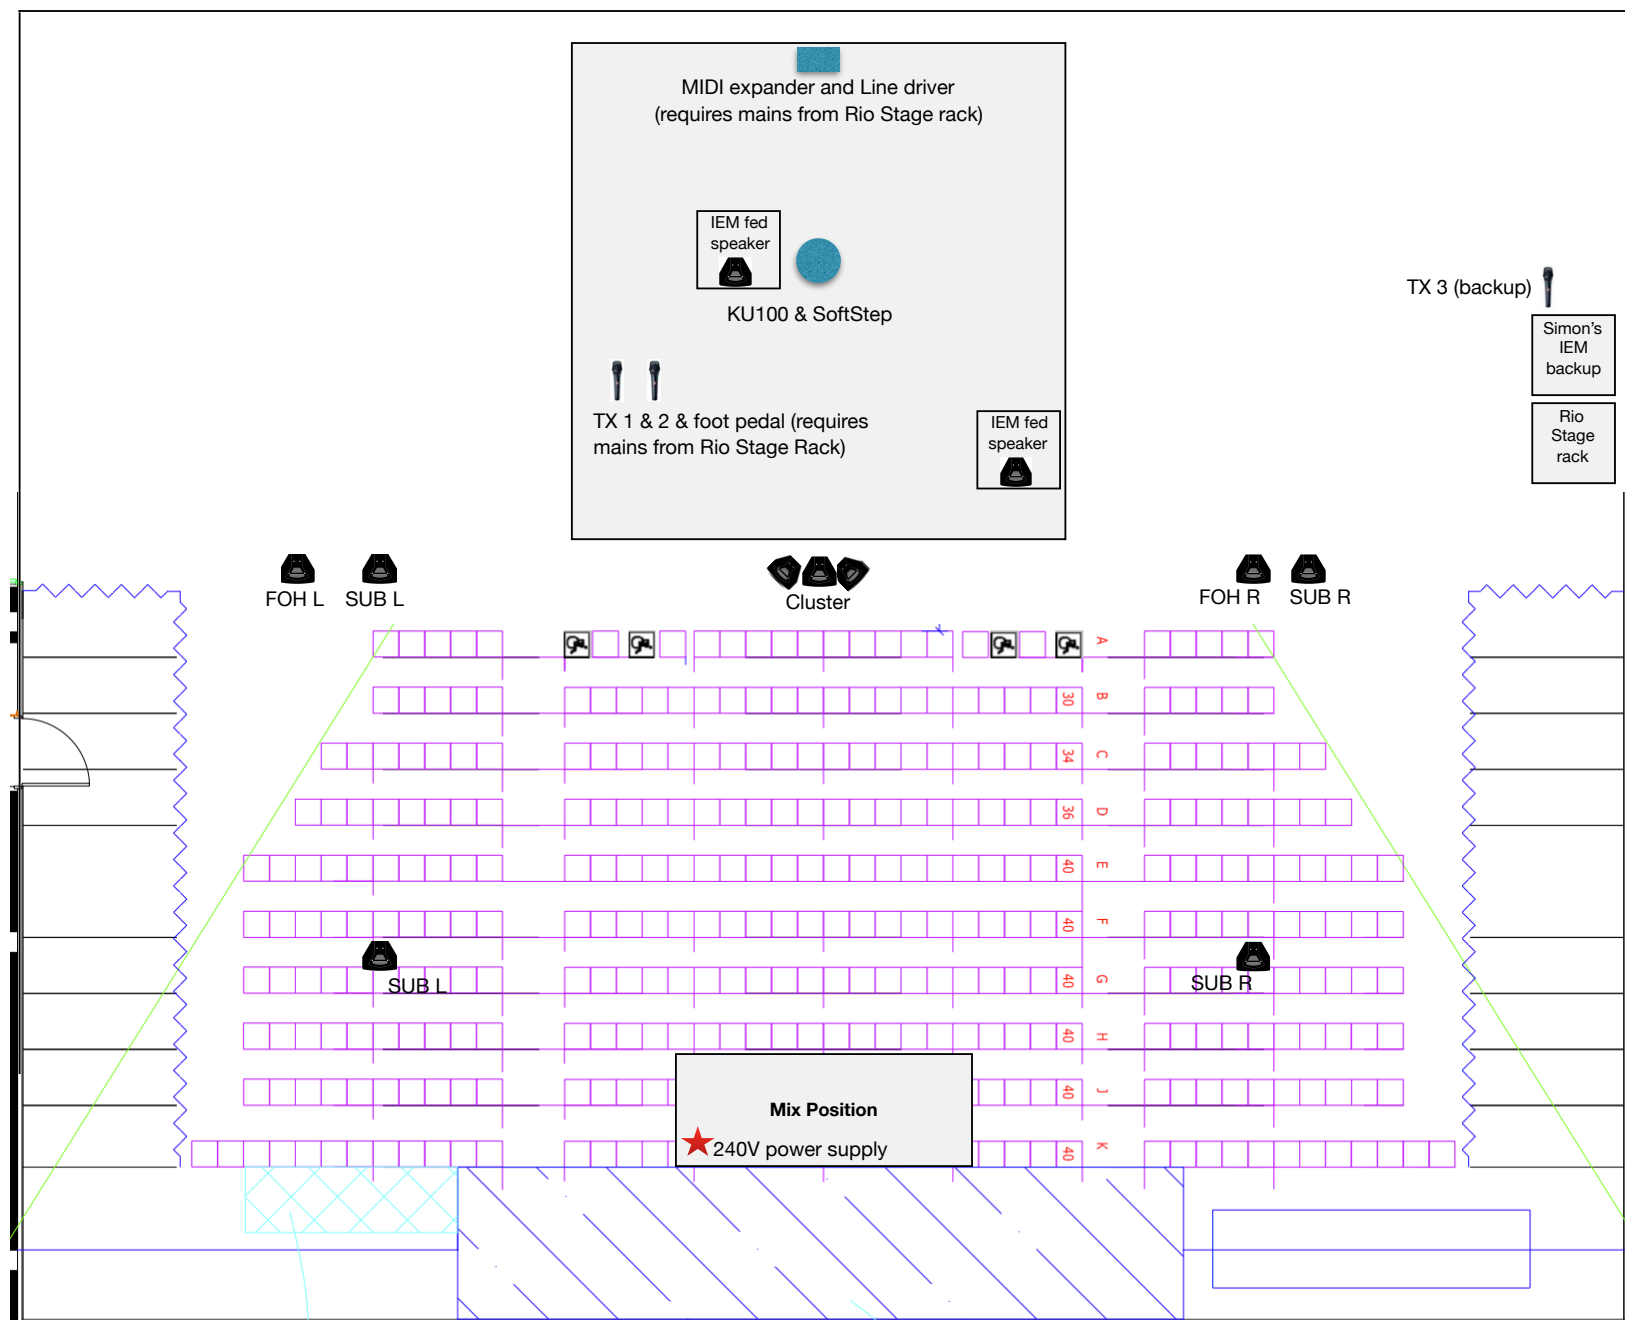 MIDI expander and Line driver
(requires mains from Rio Stage rack)
IEM fed
speaker
KU100 & SoftStep
TX 3 (backup)
Simon's
IEM
backup
Rio
Stage
rack
TX 1 & 2 & foot pedal (requires
mains from Rio Stage Rack)
IEM fed
speaker
FOH L
SUB L
Cluster
FOH R
SUB R
A
30 B
34 C
36 D
40 E
40 F
SUB L
40 G
SUB R
40 H
40 J
Mix Position
240V power supply
40 K